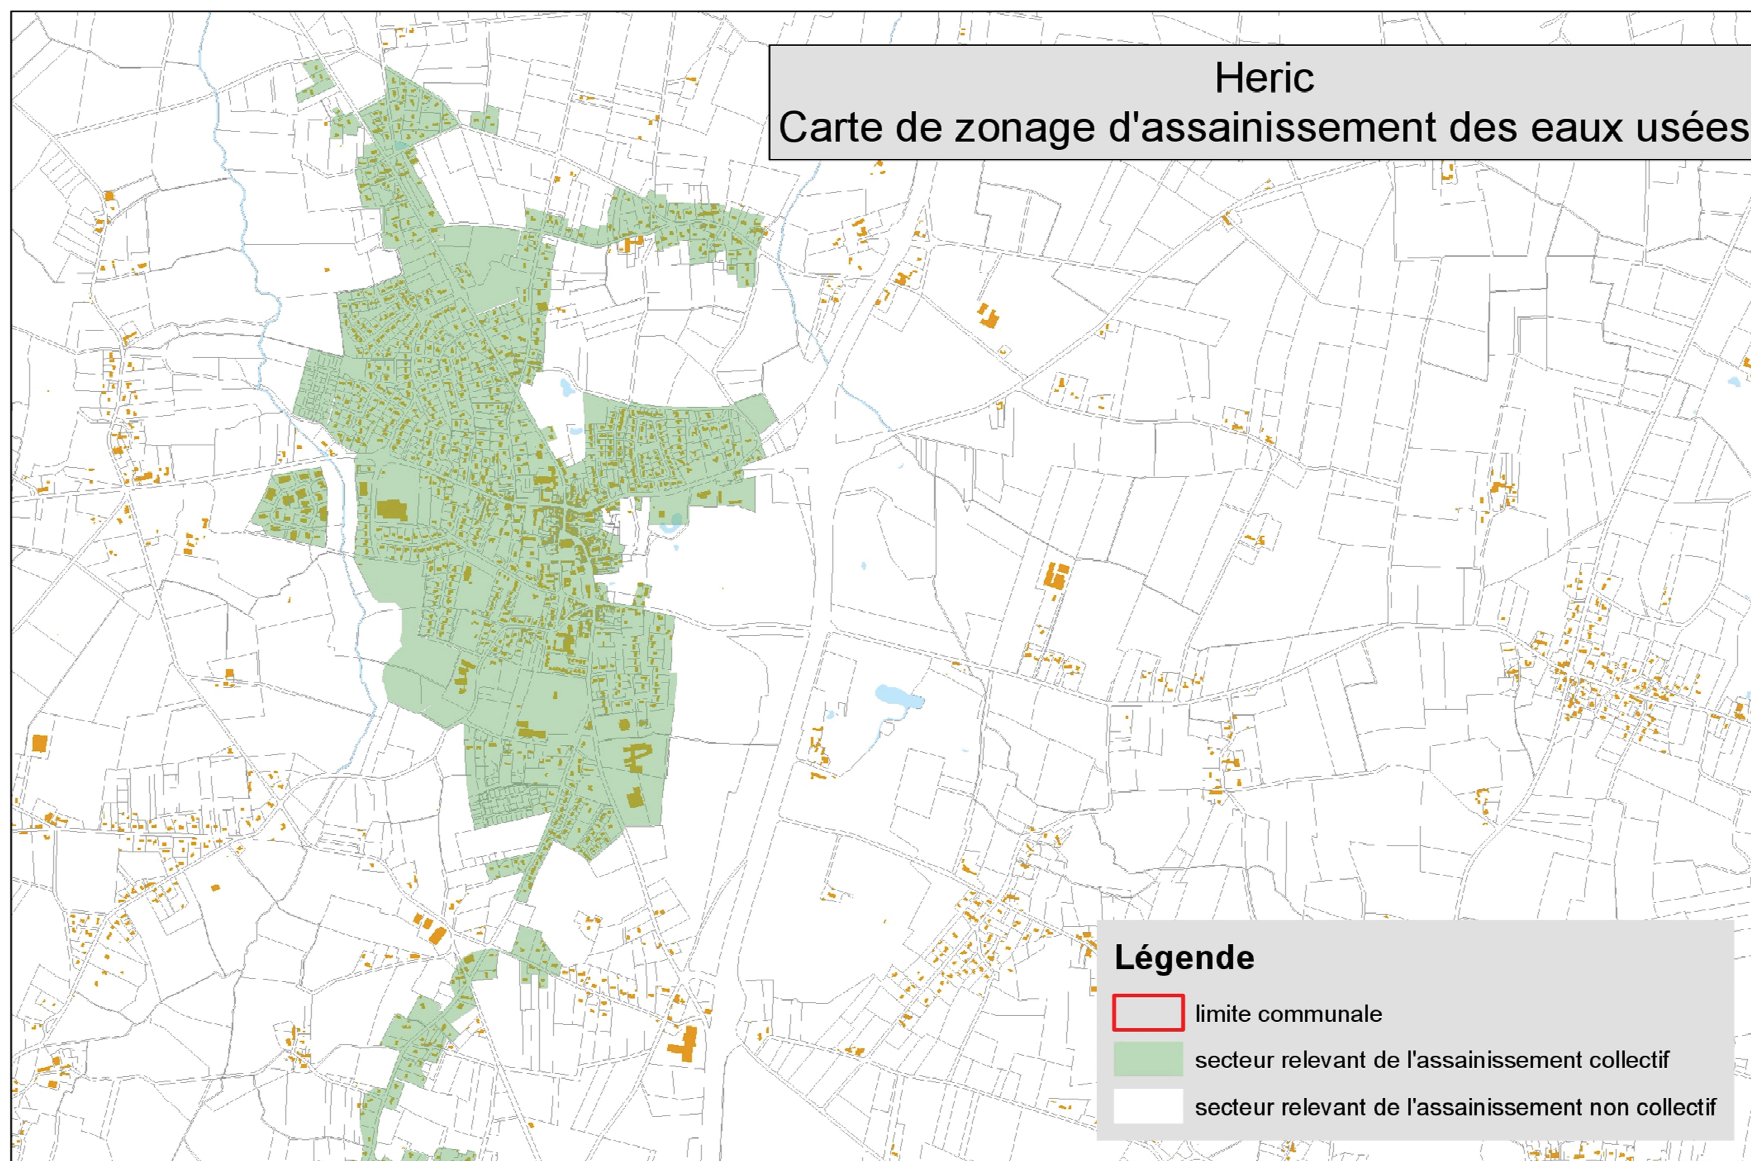 Heric
Carte de zonage d'assainissement des eaux usées
Légende
limite communale
secteur relevant de l'assainissement collectif
secteur relevant de l'assainissement non collectif